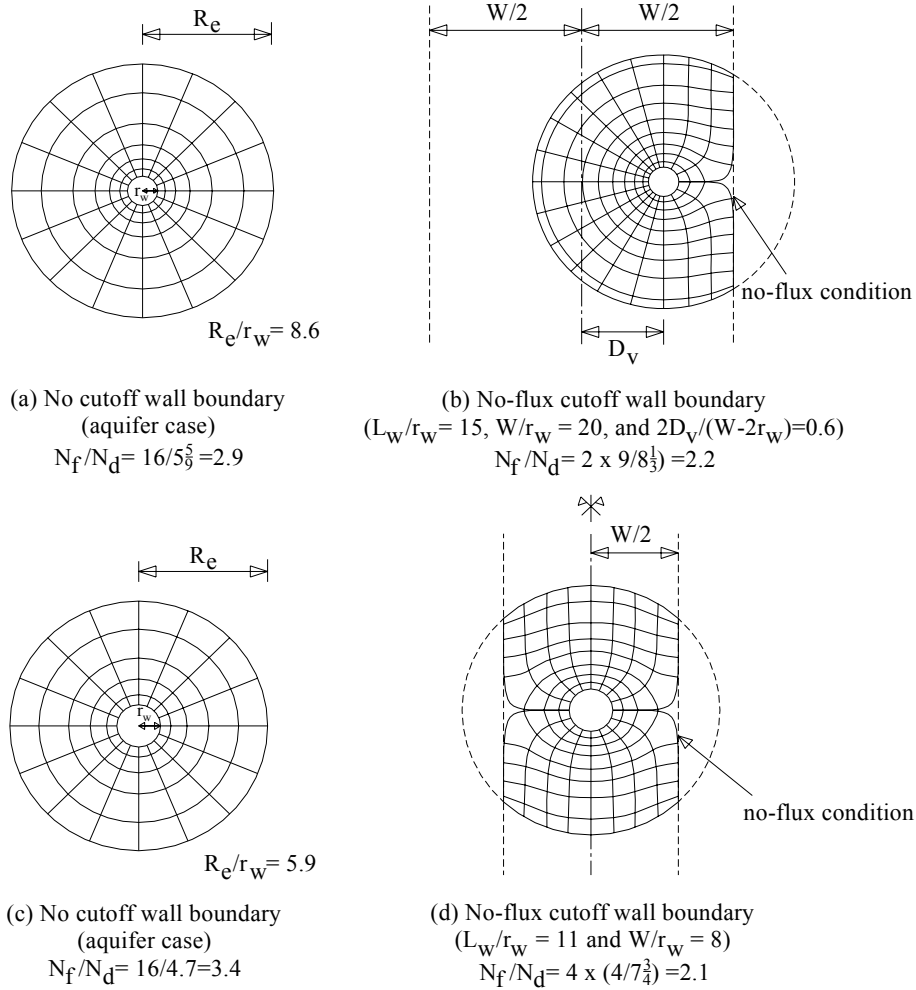 R_e
r_w
R_e/r_w= 8.6
(a) No cutoff wall boundary
(aquifer case)
N_f/N_d= 16/5 5/9 =2.9
W/2 W/2
no-flux condition
D_v
(b) No-flux cutoff wall boundary
(L_w/r_w= 15, W/r_w = 20, and 2D_v/(W-2r_w)=0.6)
N_f/N_d= 2 x 9/8 1/3) =2.2
R_e
r_w
R_e/r_w= 5.9
(c) No cutoff wall boundary
(aquifer case)
N_f/N_d= 16/4.7=3.4
W/2
no-flux condition
(d) No-flux cutoff wall boundary
(L_w/r_w = 11 and W/r_w = 8)
N_f/N_d= 4 x (4/7 3/4)=2.1